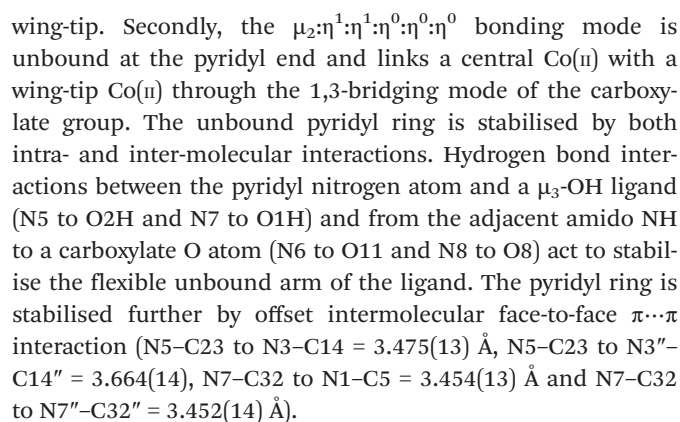 wing-tip. Secondly, the μ₂:η¹:η¹:η⁰:η⁰:η⁰ bonding mode is
unbound at the pyridyl end and links a central Co(II) with a
wing-tip Co(II) through the 1,3-bridging mode of the carboxy-
late group. The unbound pyridyl ring is stabilised by both
intra- and inter-molecular interactions. Hydrogen bond inter-
actions between the pyridyl nitrogen atom and a μ₃-OH ligand
(N5 to O2H and N7 to O1H) and from the adjacent amido NH
to a carboxylate O atom (N6 to O11 and N8 to O8) act to stabil-
ise the flexible unbound arm of the ligand. The pyridyl ring is
stabilised further by offset intermolecular face-to-face π⋯π
interaction (N5–C23 to N3–C14 = 3.475(13) Å, N5–C23 to N3″–
C14″ = 3.664(14), N7–C32 to N1–C5 = 3.454(13) Å and N7–C32
to N7″–C32″ = 3.452(14) Å).